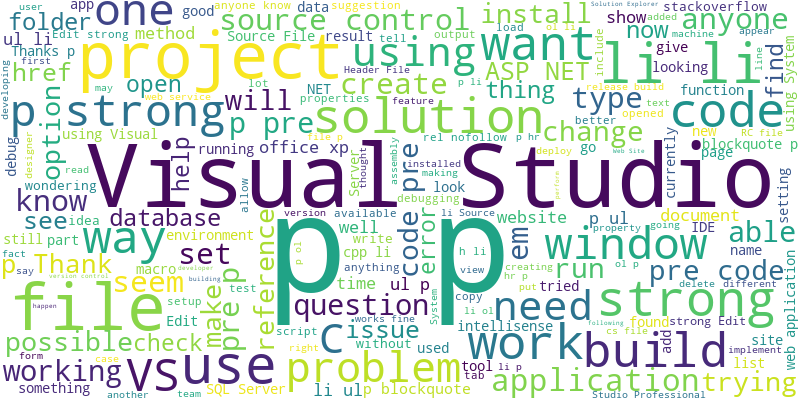 folder one source control install anyone
Source File result show stackoverflow
app good anyone know suggestion Solution Explorer
user data tell output ol li added machine appear
ul li Edit strong method
Thanks p first Header File load include line
project using want li li now find
href open create ASP NET give looking
developing may web service NET properties feature p li release build
option p strong will solution thing type code function using System
lot opened better text
p pre change
debug using Visual running office xp rel nofollow p hr go new RC file blockquote p
designer wondering read help Server thought assembly installed making debugging deploy Web Site currently page
know Visual Studio setting
see idea database allow look perform
still part environment version available li Source h li website p ul document IDE able
way p p em window name
fact p Thank set reference well code pre error property going
say macro version control developer building write cpp li view creating ol p run pre code delete different
seem pre p p ol anything hr p web application
file setup test time ul p System copy put tried strong
happen make question need found strong Edit
possible check Edit script works fine li ol intellisense following cs file add site
C issue without used work build implement
working form case right tool li p list
something VS use problem tab application trying
another team SQL Server li ul p blockquote Studio Professional